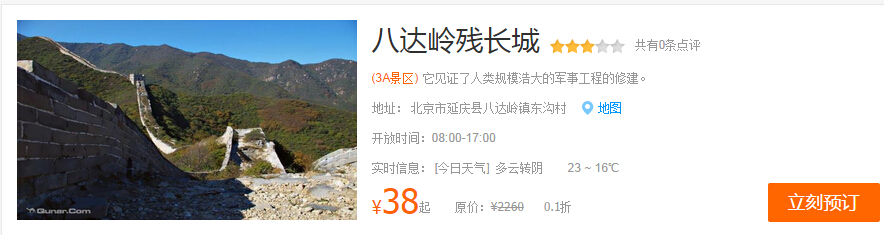 八达岭残长城 共有0条点评
(3A景区) 它见证了人类规模浩大的军事工程的修建。
地址： 北京市延庆县八达岭镇东沟村 地图
开放时间：08:00-17:00
实时信息： [今日天气] 多云转阴 23 ~ 16℃
¥38起 原价：¥2260 0.1折
立刻预订
Qunar.Com